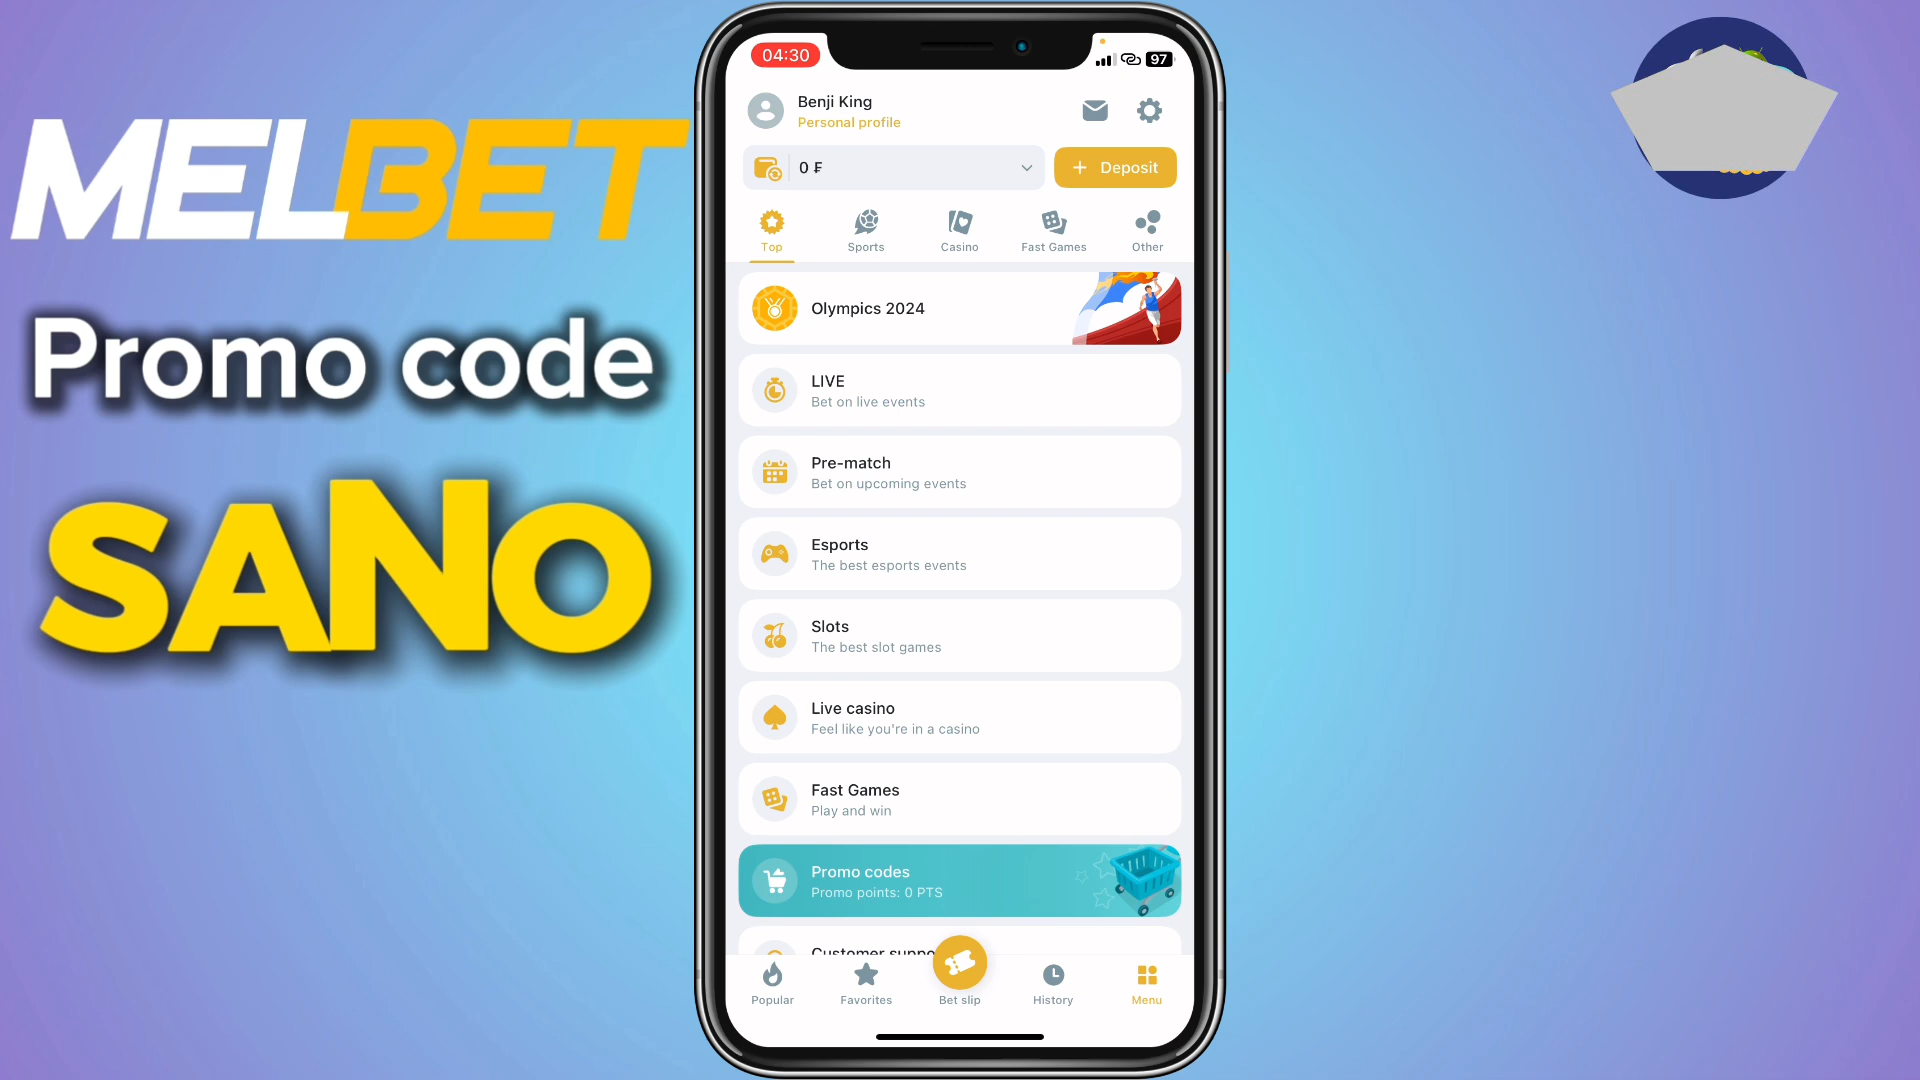 MELBET
Promo code
SANO
04:30
97
Benji King
Personal profile
0 ₣
+ Deposit
Top
Sports
Casino
Fast Games
Other
Olympics 2024
LIVE
Bet on live events
Pre-match
Bet on upcoming events
Esports
The best esports events
Slots
The best slot games
Live casino
Feel like you're in a casino
Fast Games
Play and win
Promo codes
Promo points: 0 PTS
Customer
Popular
Favorites
Bet slip
History
Menu